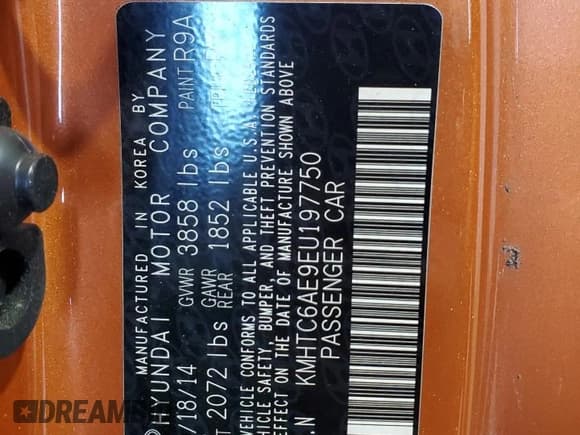 MANUFACTURED IN KOREA BY
HYUNDAI MOTOR COMPANY
/18/14 GVWR 3858 lbs PAINT R9A
GAWR
2072 lbs REAR 1852 lbs
VEHICLE CONFORMS TO ALL APPLICABLE U.S.A.
VEHICLE SAFETY, BUMPER, AND THEFT PREVENTION STANDARDS
EFFECT ON THE DATE OF MANUFACTURE SHOWN ABOVE
.N KMHTC6AE9EU197750
PASSENGER CAR
DREAM